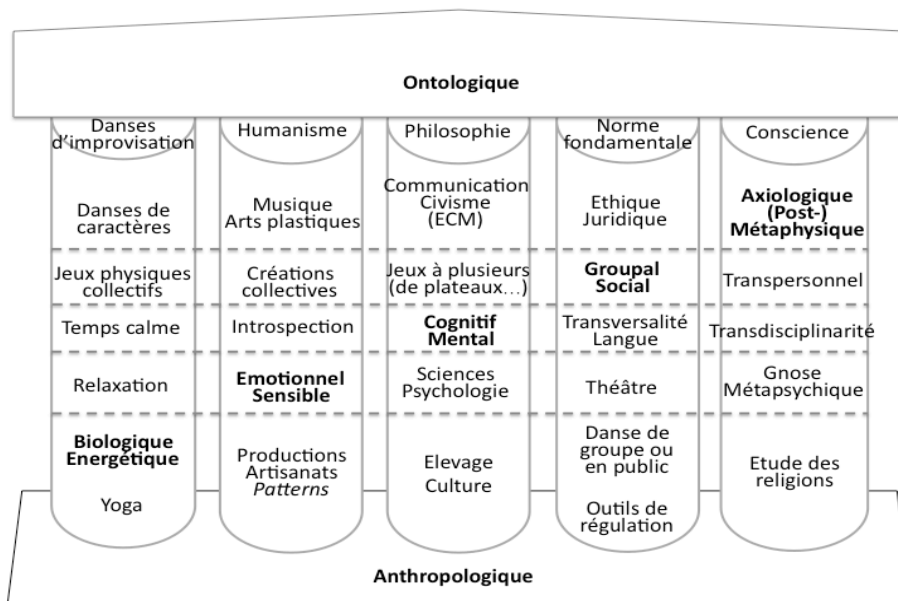 Ontologique
Danses
d'improvisation
Humanisme
Philosophie
Norme
fondamentale
Conscience
Danses de
caractères
Musique
Arts plastiques
Communication
Civisme
(ECM)
Ethique
Juridique
Axiologique
(Post-)
Métaphysique
Jeux physiques
collectifs
Créations
collectives
Jeux à plusieurs
(de plateaux...)
Groupal
Social
Transpersonnel
Temps calme
Introspection
Cognitif
Mental
Transversalité
Langue
Transdisciplinarité
Relaxation
Emotionnel
Sensible
Sciences
Psychologie
Théâtre
Gnose
Métapsychique
Biologique
Energétique
Yoga
Productions
Artisanats
Patterns
Elevage
Culture
Danse de
groupe ou
en public
Outils de
régulation
Etude des
religions
Anthropologique